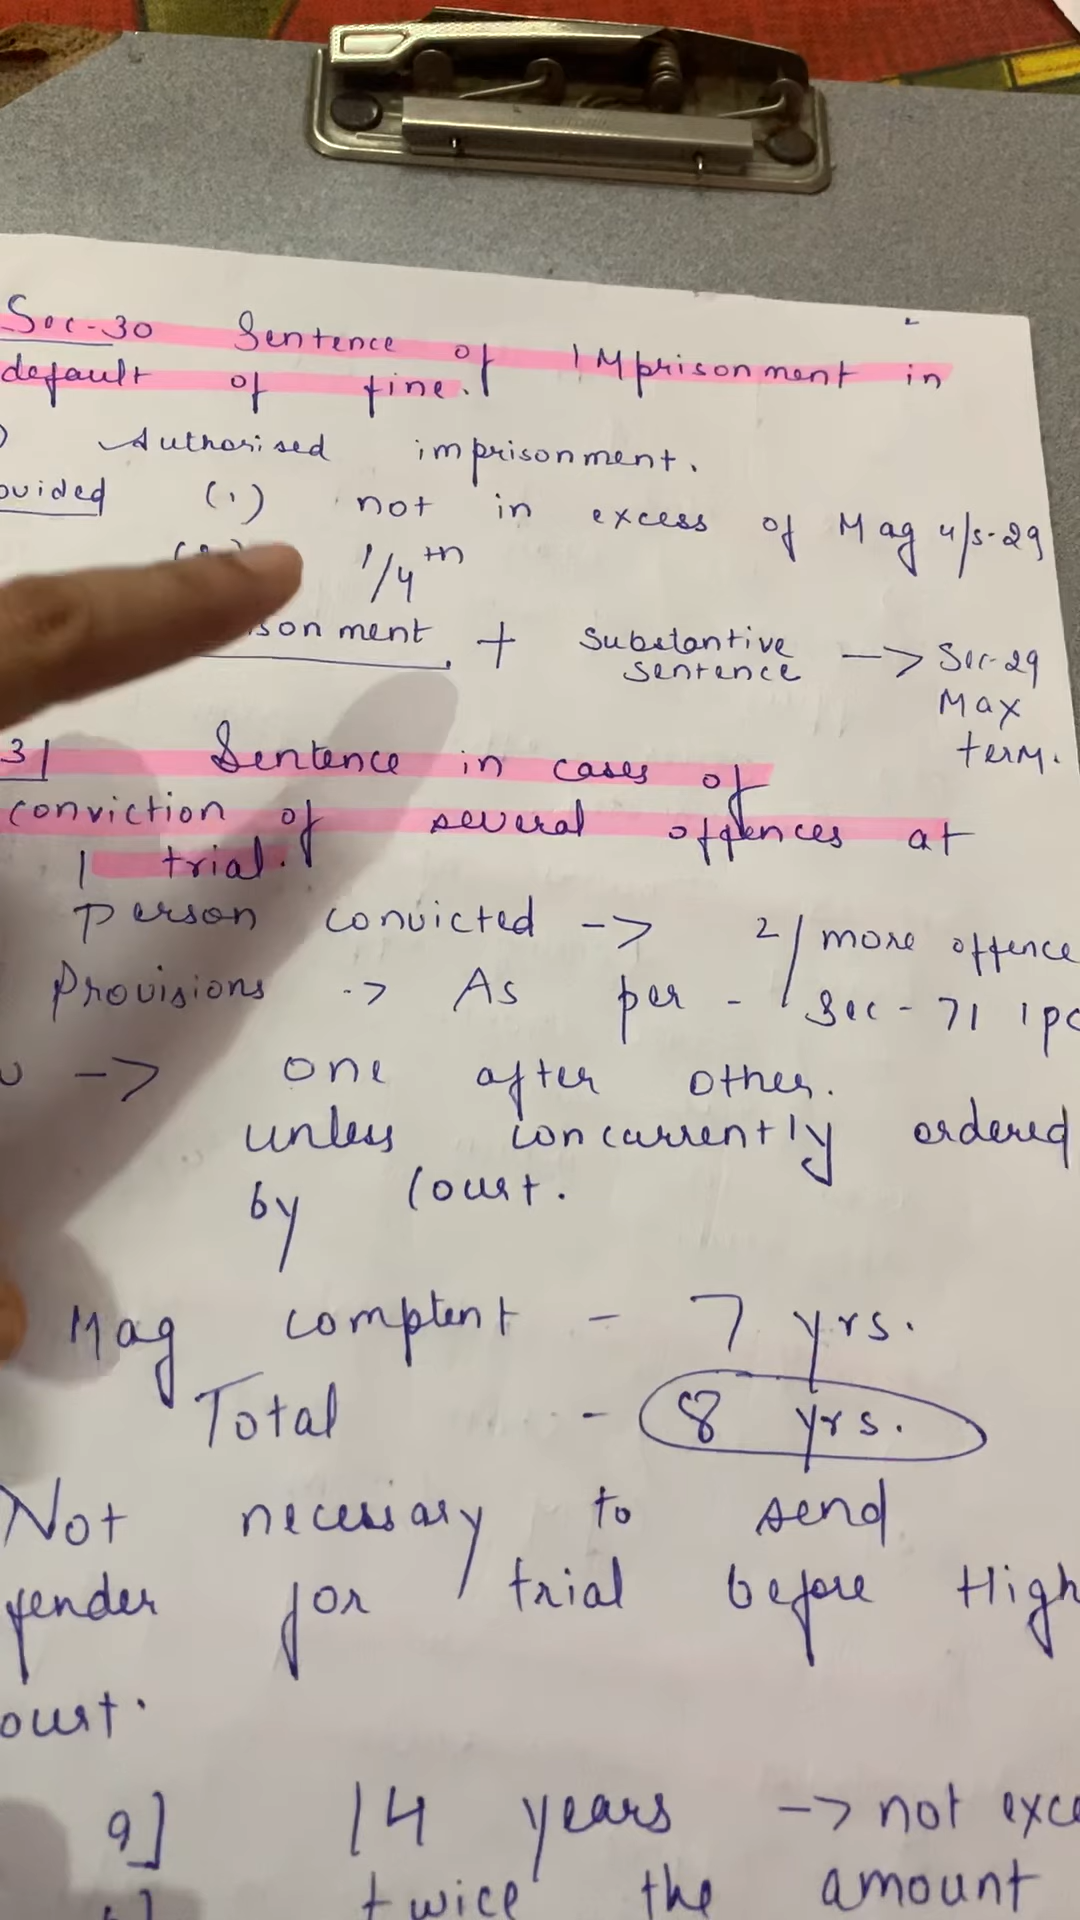 Sec-30 Sentence of Imprisonment in
default of fine.
Authorised imprisonment.
ovided (1) not in excess of Mag u/s-29
1/4th
sonment + substantive sentence -> Sec-29 Max term.
31 Sentence in cases of
conviction of several offences at
1 trial.
Person convicted -> 2/more offence
Provisions -> As per - Sec-71 ipc
-> one after other.
unless concurrently ordered
by Court.
Mag comptent - 7 yrs.
Total - 8 yrs.
Not necessary to send
fender for trial before High
ourt.
a] 14 years -> not exce
twice the amount